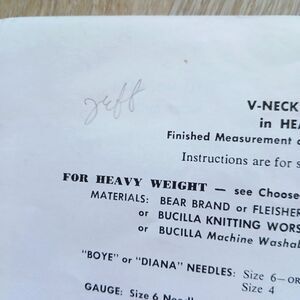 Jeff
V-NECK
in HEA
Finished Measurement a
Instructions are for s
FOR HEAVY WEIGHT — see Choose
MATERIALS: BEAR BRAND or FLEISHER
or BUCILLA KNITTING WORS
or BUCILLA Machine Washab
"BOYE" or "DIANA" NEEDLES: Size 6—OR
Size 4
GAUGE: Size 6 Needl